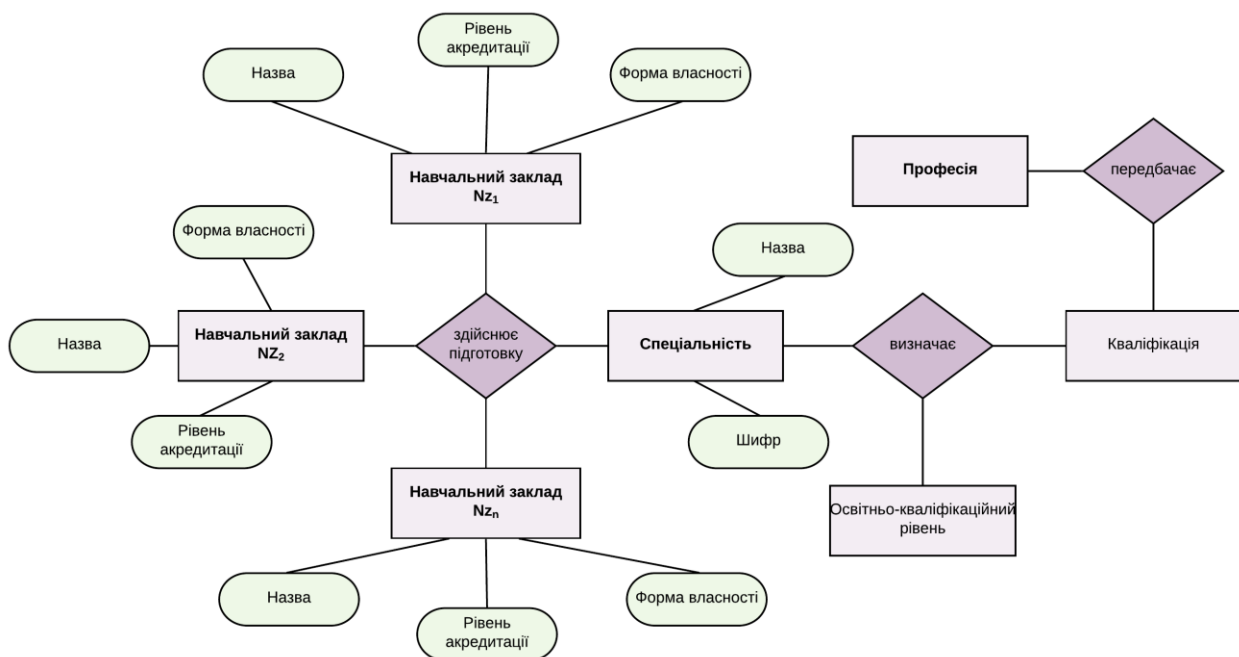 Рівень
акредитації
Назва
Форма власності
Навчальний заклад
Nz₁
Професія
передбачає
Форма власності
Назва
Назва
Навчальний заклад
NZ₂
здійснює
підготовку
Спеціальність
визначає
Кваліфікація
Рівень
акредитації
Шифр
Навчальний заклад
Nzₙ
Освітньо-кваліфікаційний
рівень
Назва
Рівень
акредитації
Форма власності